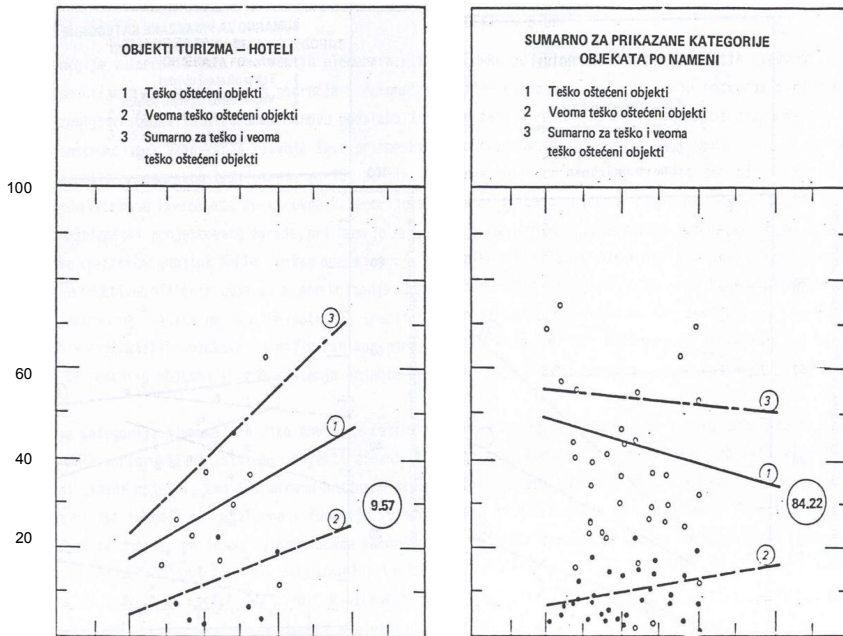 OBJEKTI TURIZMA – HOTELI
1 Teško oštećeni objekti
2 Veoma teško oštećeni objekti
3 Sumarno za teško i veoma
teško oštećeni objekti
100
60
40
20
3
1
2
9.57
SUMARNO ZA PRIKAZANE KATEGORIJE
OBJEKATA PO NAMENI
1 Teško oštećeni objekti
2 Veoma teško oštećeni objekti
3 Sumarno za teško i veoma
teško oštećeni objekti
3
1
2
84.22